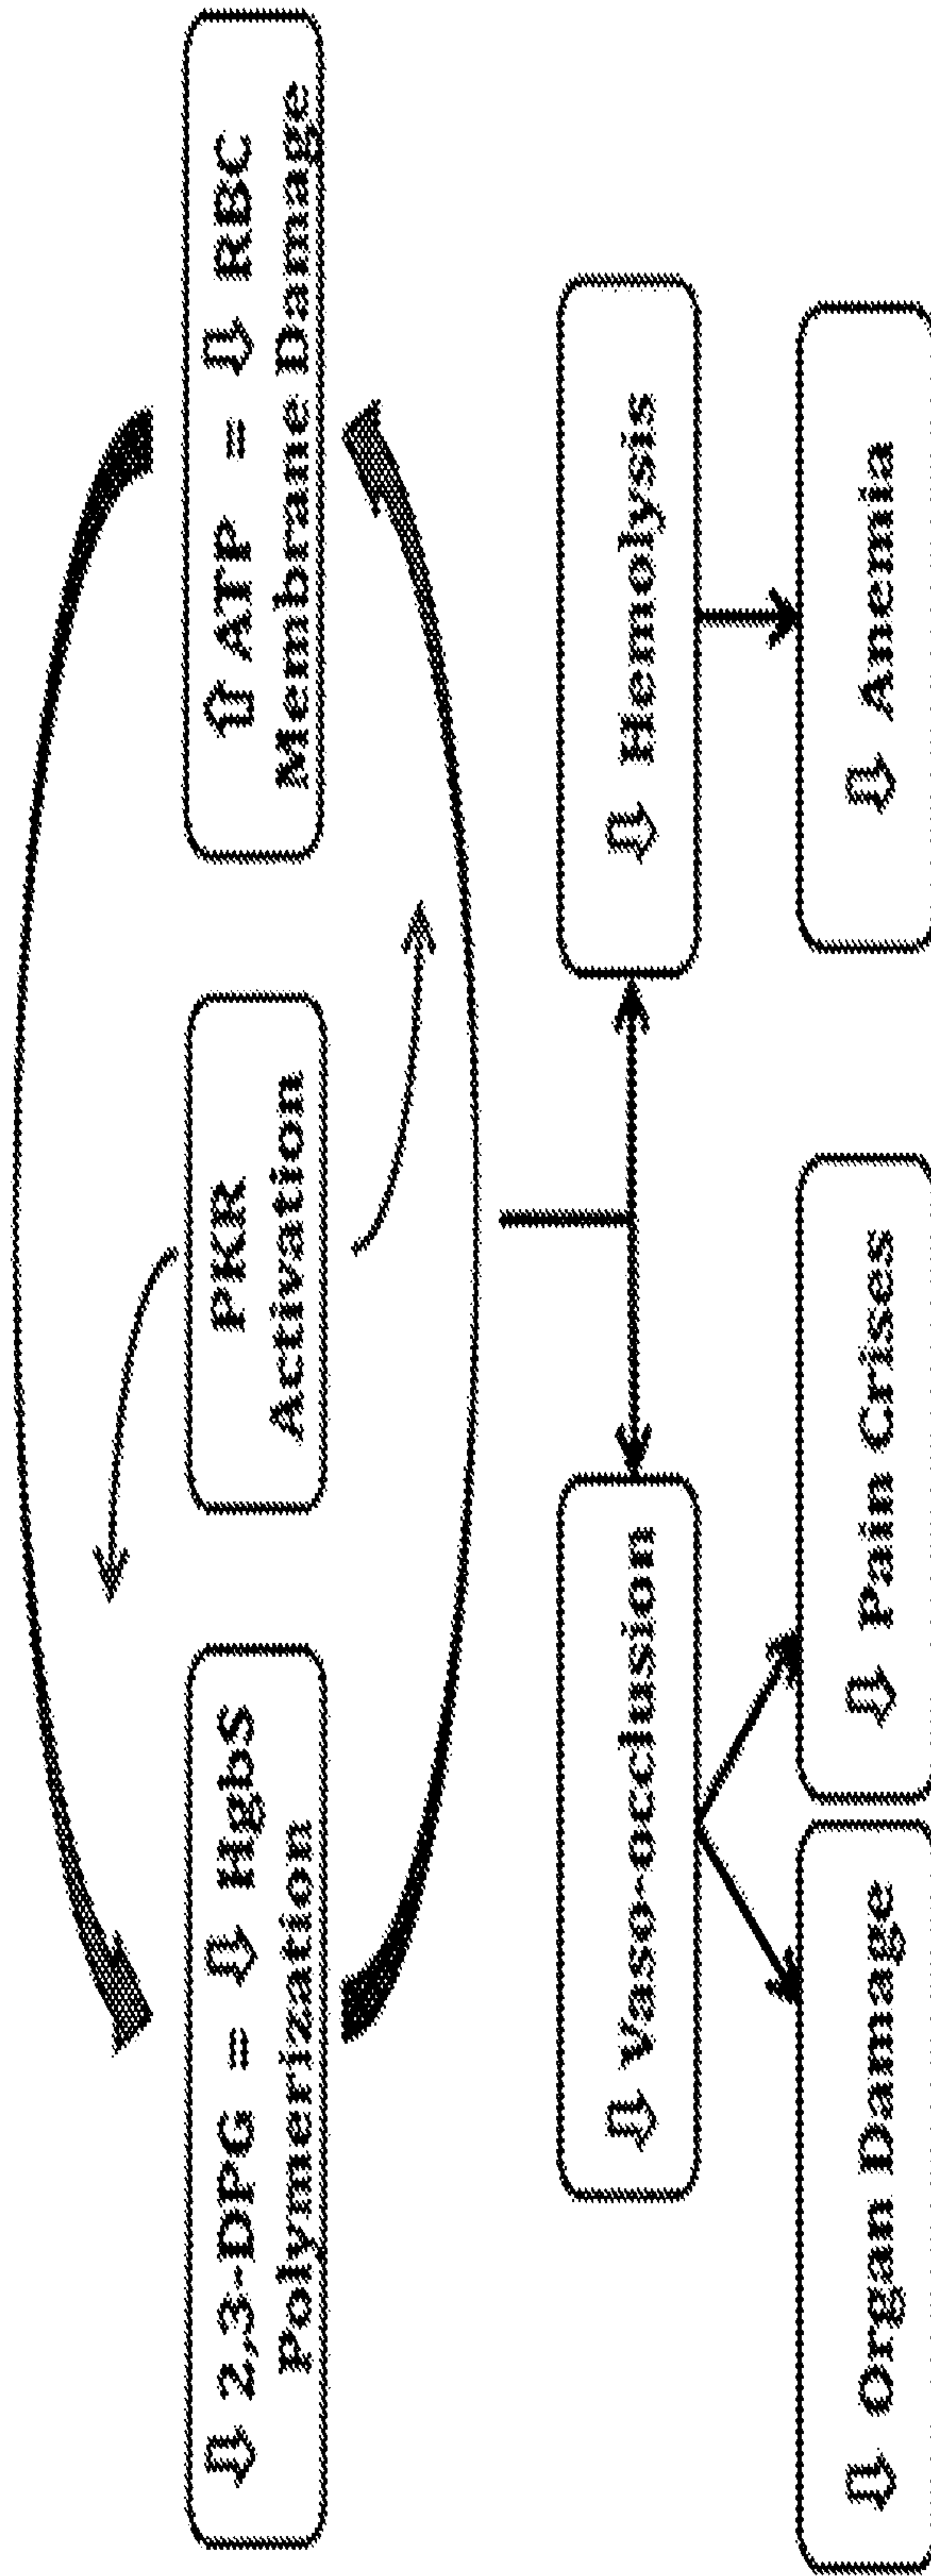 ⇩ 2,3-DPG = ⇩ HgbS
Polymerization
PKR
Activation
⇧ ATP = ⇩ RBC
Membrane Damage
⇩ Vaso-occlusion
⇩ Hemolysis
⇩ Organ Damage
⇩ Pain Crises
⇩ Anemia